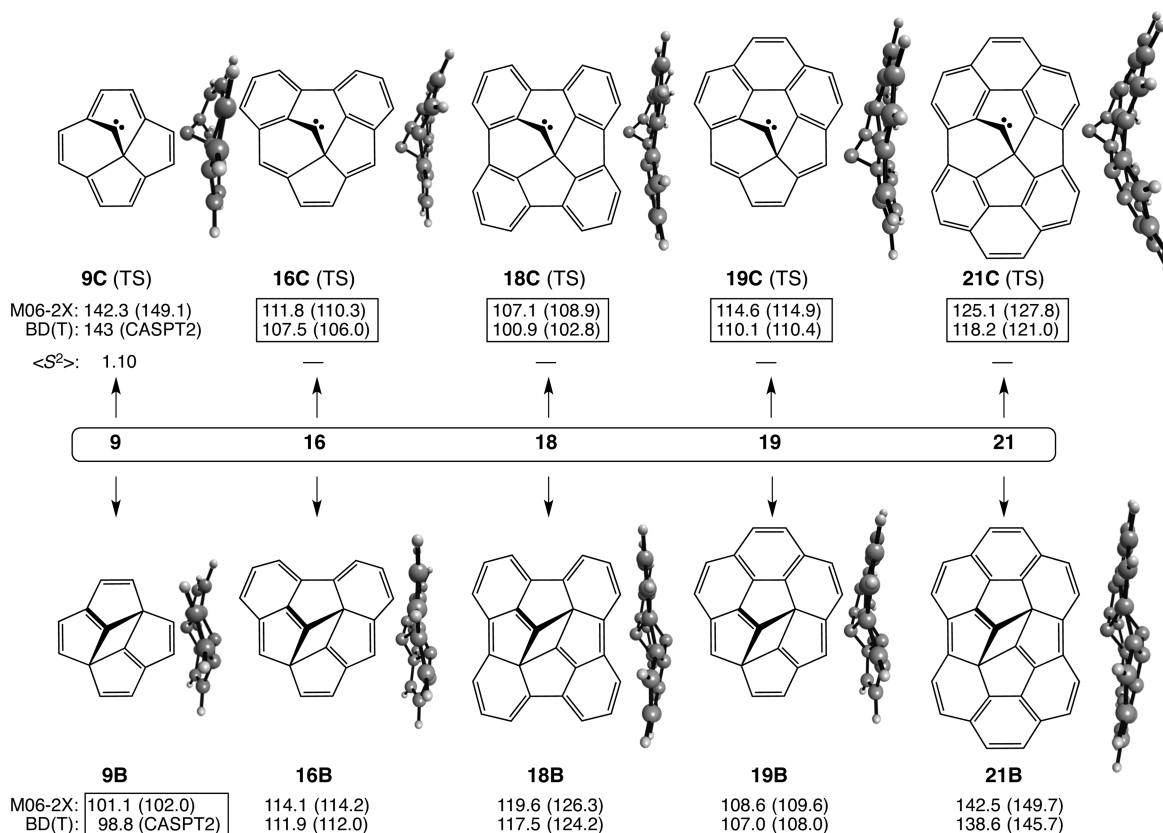 9C (TS) 16C (TS) 18C (TS) 19C (TS) 21C (TS)
M06-2X: 142.3 (149.1) 111.8 (110.3) 107.1 (108.9) 114.6 (114.9) 125.1 (127.8)
BD(T): 143 (CASPT2) 107.5 (106.0) 100.9 (102.8) 110.1 (110.4) 118.2 (121.0)
<S²>: 1.10 — — — —
9 16 18 19 21
9B 16B 18B 19B 21B
M06-2X: 101.1 (102.0) 114.1 (114.2) 119.6 (126.3) 108.6 (109.6) 142.5 (149.7)
BD(T): 98.8 (CASPT2) 111.9 (112.0) 117.5 (124.2) 107.0 (108.0) 138.6 (145.7)